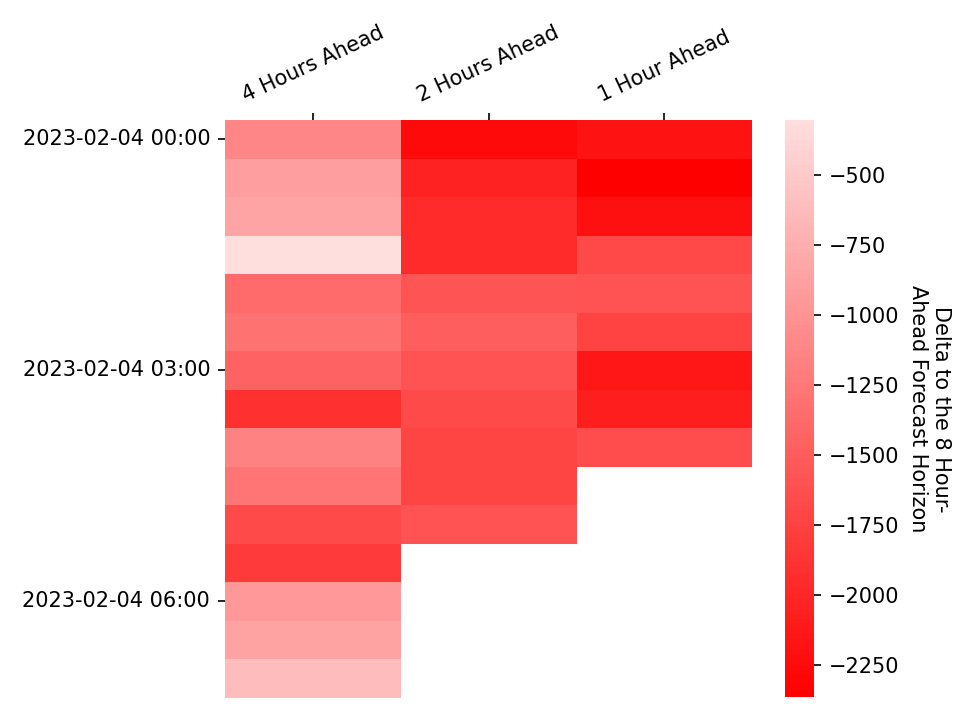 4 Hours Ahead
2 Hours Ahead
1 Hour Ahead
2023-02-04 00:00
2023-02-04 03:00
2023-02-04 06:00
−500
−750
−1000
−1250
−1500
−1750
−2000
−2250
Delta to the 8 Hour-
Ahead Forecast Horizon